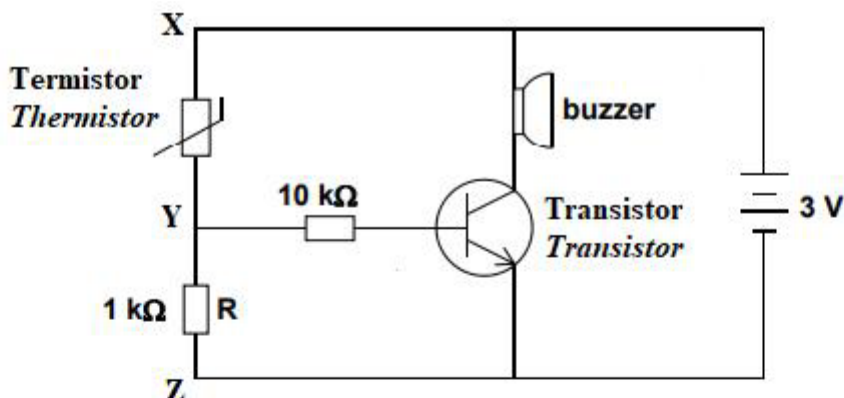 X
Termistor
Thermistor
buzzer
10 kΩ
Y
Transistor
Transistor
3 V
1 kΩ R
Z